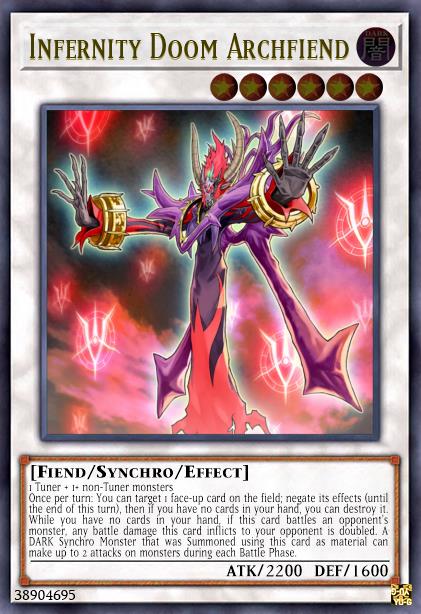 INFERNITY DOOM ARCHFIEND
DARK
闇
[FIEND/SYNCHRO/EFFECT]
1 Tuner + 1+ non-Tuner monsters
Once per turn: You can target 1 face-up card on the field; negate its effects (until
the end of this turn), then if you have no cards in your hand, you can destroy it.
While you have no cards in your hand, if this card battles an opponent's
monster, any battle damage this card inflicts to your opponent is doubled. A
DARK Synchro Monster that was Summoned using this card as material can
make up to 2 attacks on monsters during each Battle Phase.
ATK/2200 DEF/1600
38904695